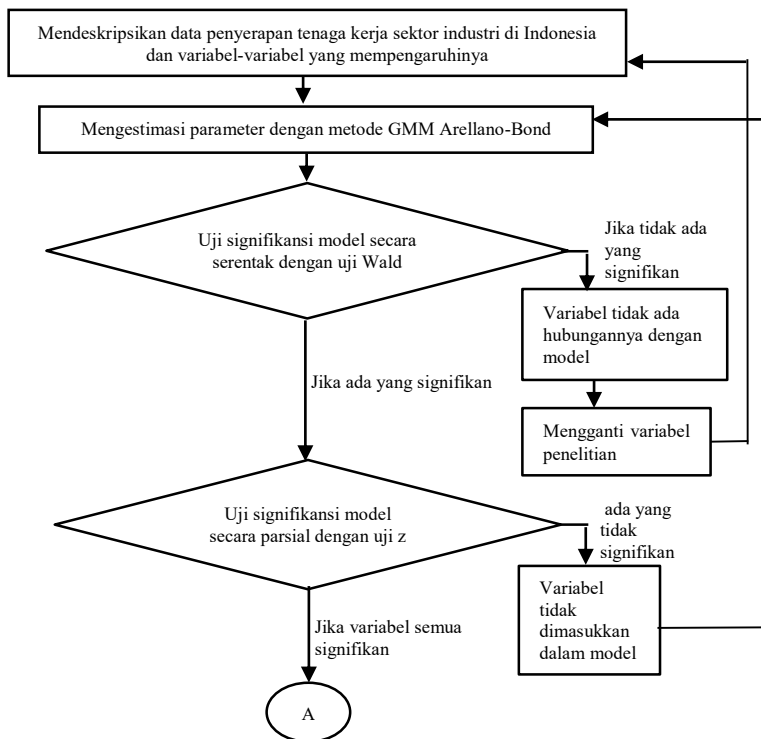 Mendeskripsikan data penyerapan tenaga kerja sektor industri di Indonesia
dan variabel-variabel yang mempengaruhinya
Mengestimasi parameter dengan metode GMM Arellano-Bond
Uji signifikansi model secara
serentak dengan uji Wald
Jika tidak ada
yang
signifikan
Variabel tidak ada
hubungannya dengan
model
Jika ada yang signifikan
Mengganti variabel
penelitian
Uji signifikansi model
secara parsial dengan uji z
ada yang
tidak
signifikan
Variabel
tidak
dimasukkan
dalam model
Jika variabel semua
signifikan
A